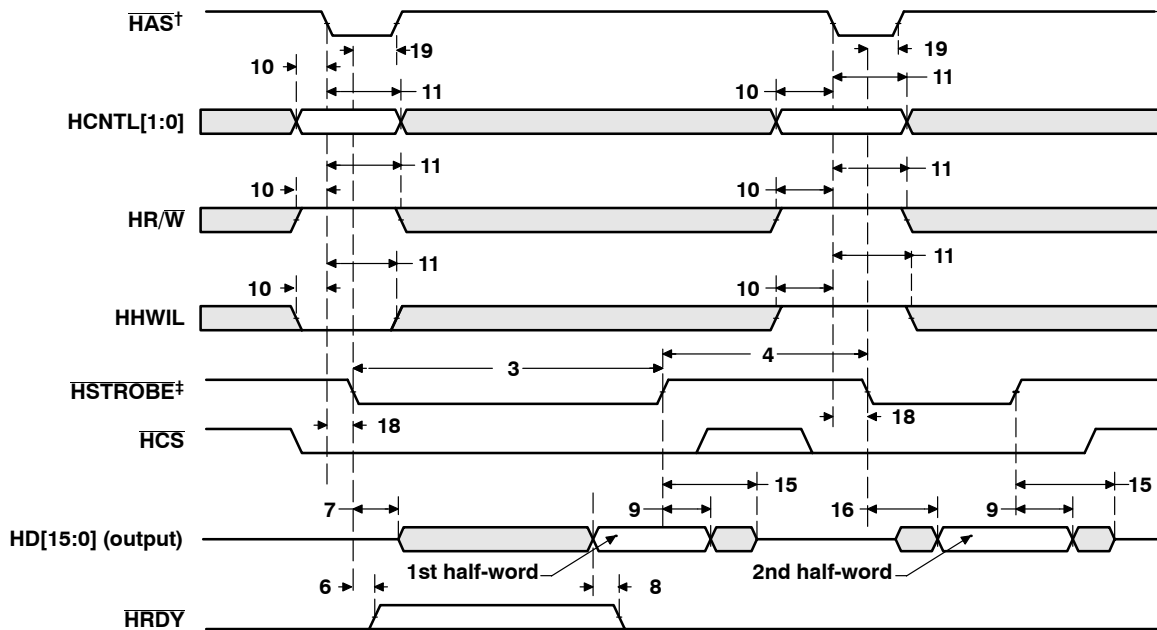 HAS†
19
19
10
11
10
11
HCNTL[1:0]
11
11
10
10
HR/W
11
11
10
10
HHWIL
3
4
HSTROBE‡
18
18
HCS
15
15
7
9
16
9
HD[15:0] (output)
1st half-word
2nd half-word
6
8
HRDY